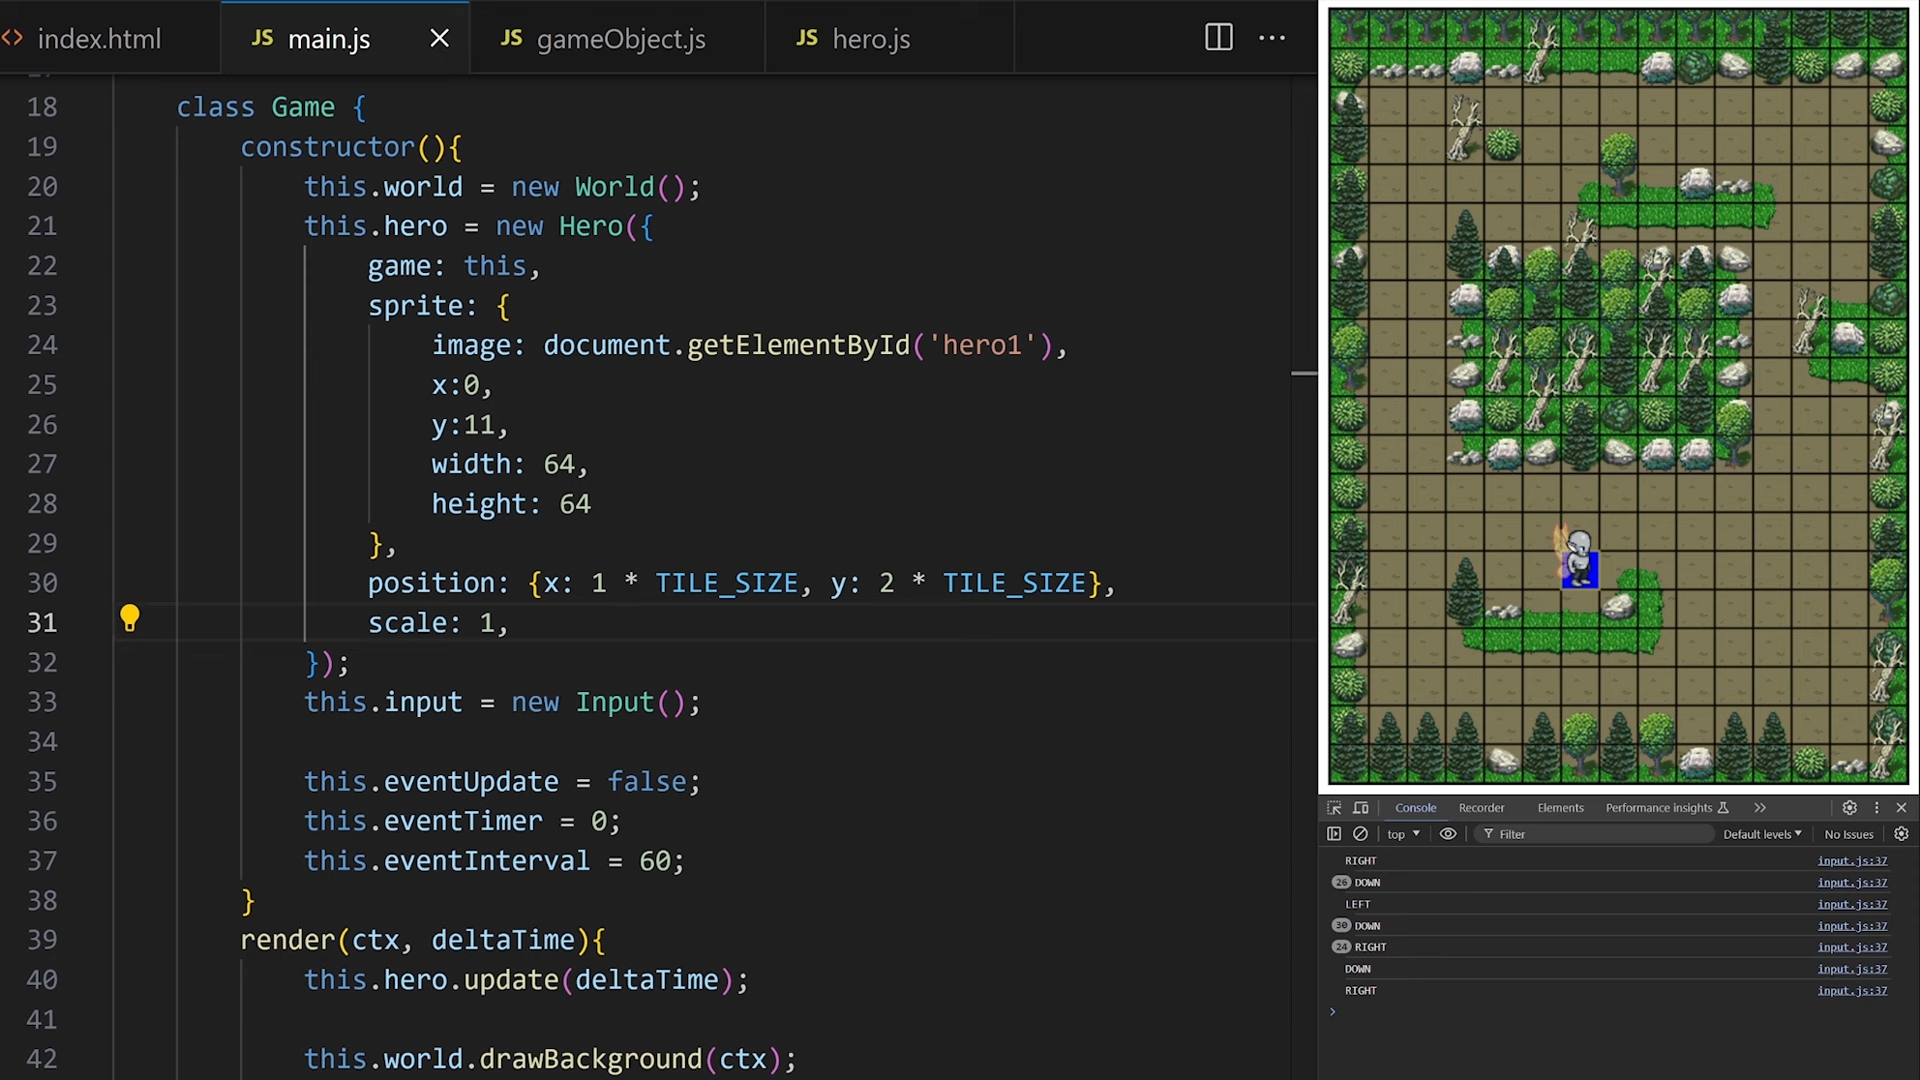 <> index.html
JS main.js
JS gameObject.js
JS hero.js
18 class Game {
19 constructor(){
20 this.world = new World();
21 this.hero = new Hero({
22 game: this,
23 sprite: {
24 image: document.getElementById('hero1'),
25 x:0,
26 y:11,
27 width: 64,
28 height: 64
29 },
30 position: {x: 1 * TILE_SIZE, y: 2 * TILE_SIZE},
31 scale: 1,
32 });
33 this.input = new Input();
34
35 this.eventUpdate = false;
36 this.eventTimer = 0;
37 this.eventInterval = 60;
38 }
39 render(ctx, deltaTime){
40 this.hero.update(deltaTime);
41
42 this.world.drawBackground(ctx);
Console Recorder Elements Performance insights
top Filter Default levels No Issues
RIGHT input.js:37
26 DOWN input.js:37
LEFT input.js:37
30 DOWN input.js:37
24 RIGHT input.js:37
DOWN input.js:37
RIGHT input.js:37